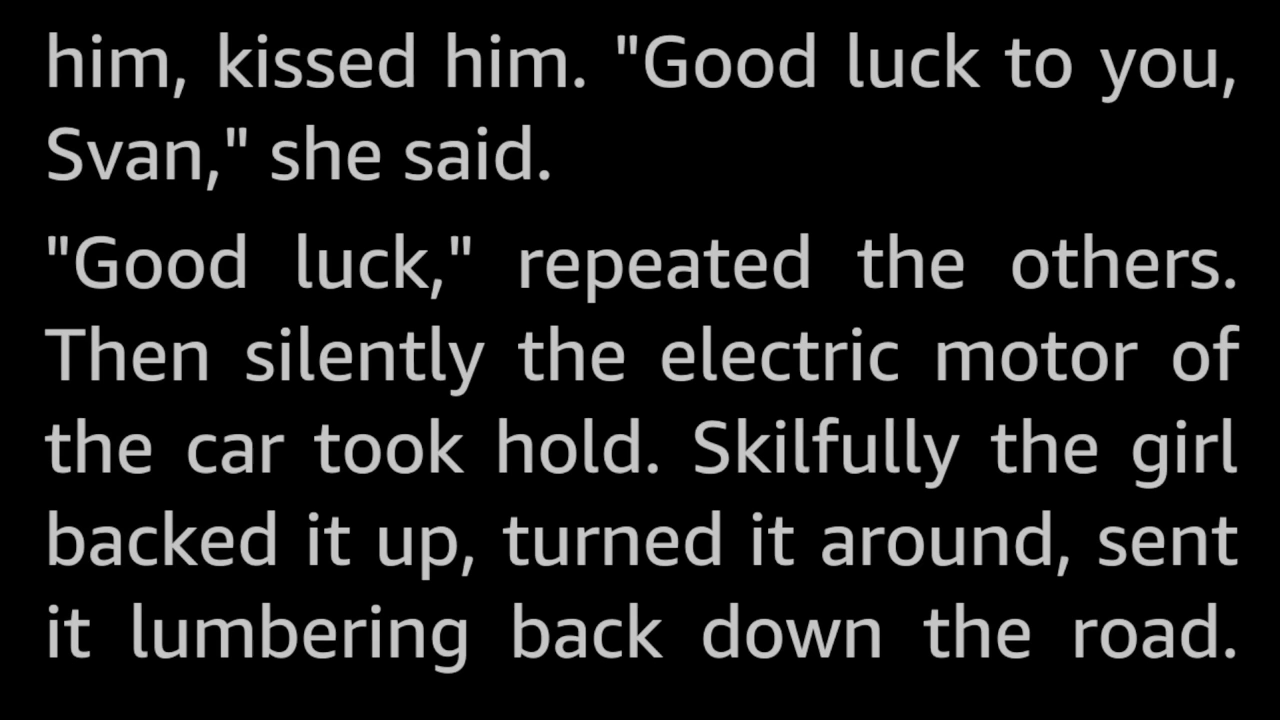 him, kissed him. "Good luck to you,
Svan," she said.
"Good luck," repeated the others.
Then silently the electric motor of
the car took hold. Skilfully the girl
backed it up, turned it around, sent
it lumbering back down the road.